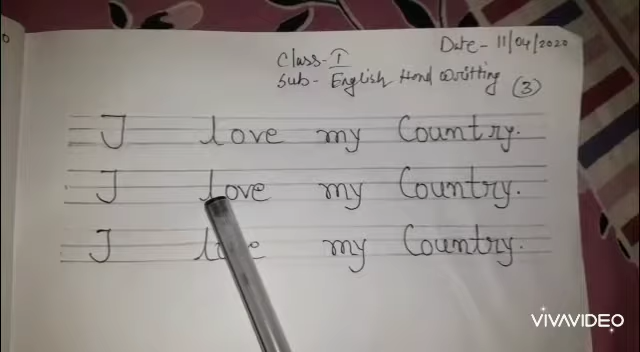 Date - 11/04/2020
Class - I
Sub - English Hand Writting
(3)
I love my Country.
I love my Country.
I love my Country.
VIVAVIDEO